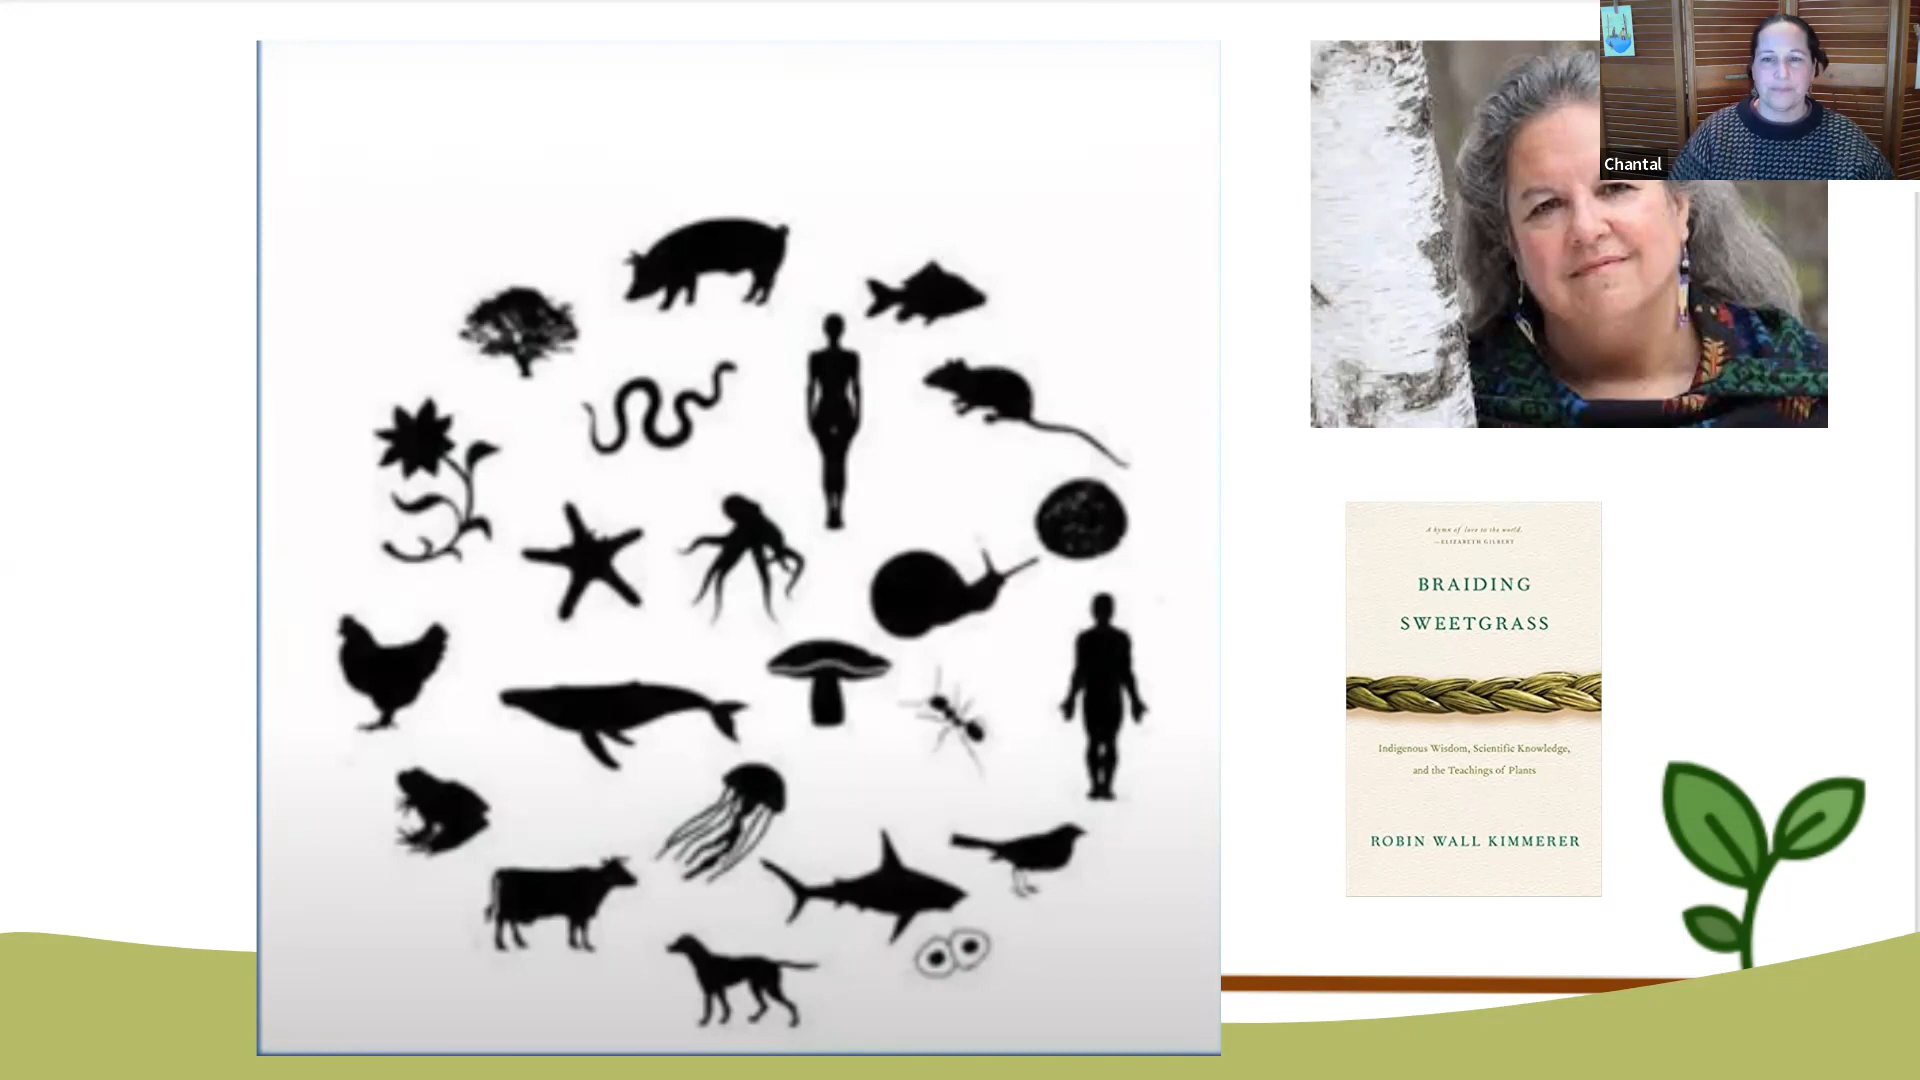 Chantal
A hymn of love to the world.
—ELIZABETH GILBERT
BRAIDING
SWEETGRASS
Indigenous Wisdom, Scientific Knowledge,
and the Teachings of Plants
ROBIN WALL KIMMERER